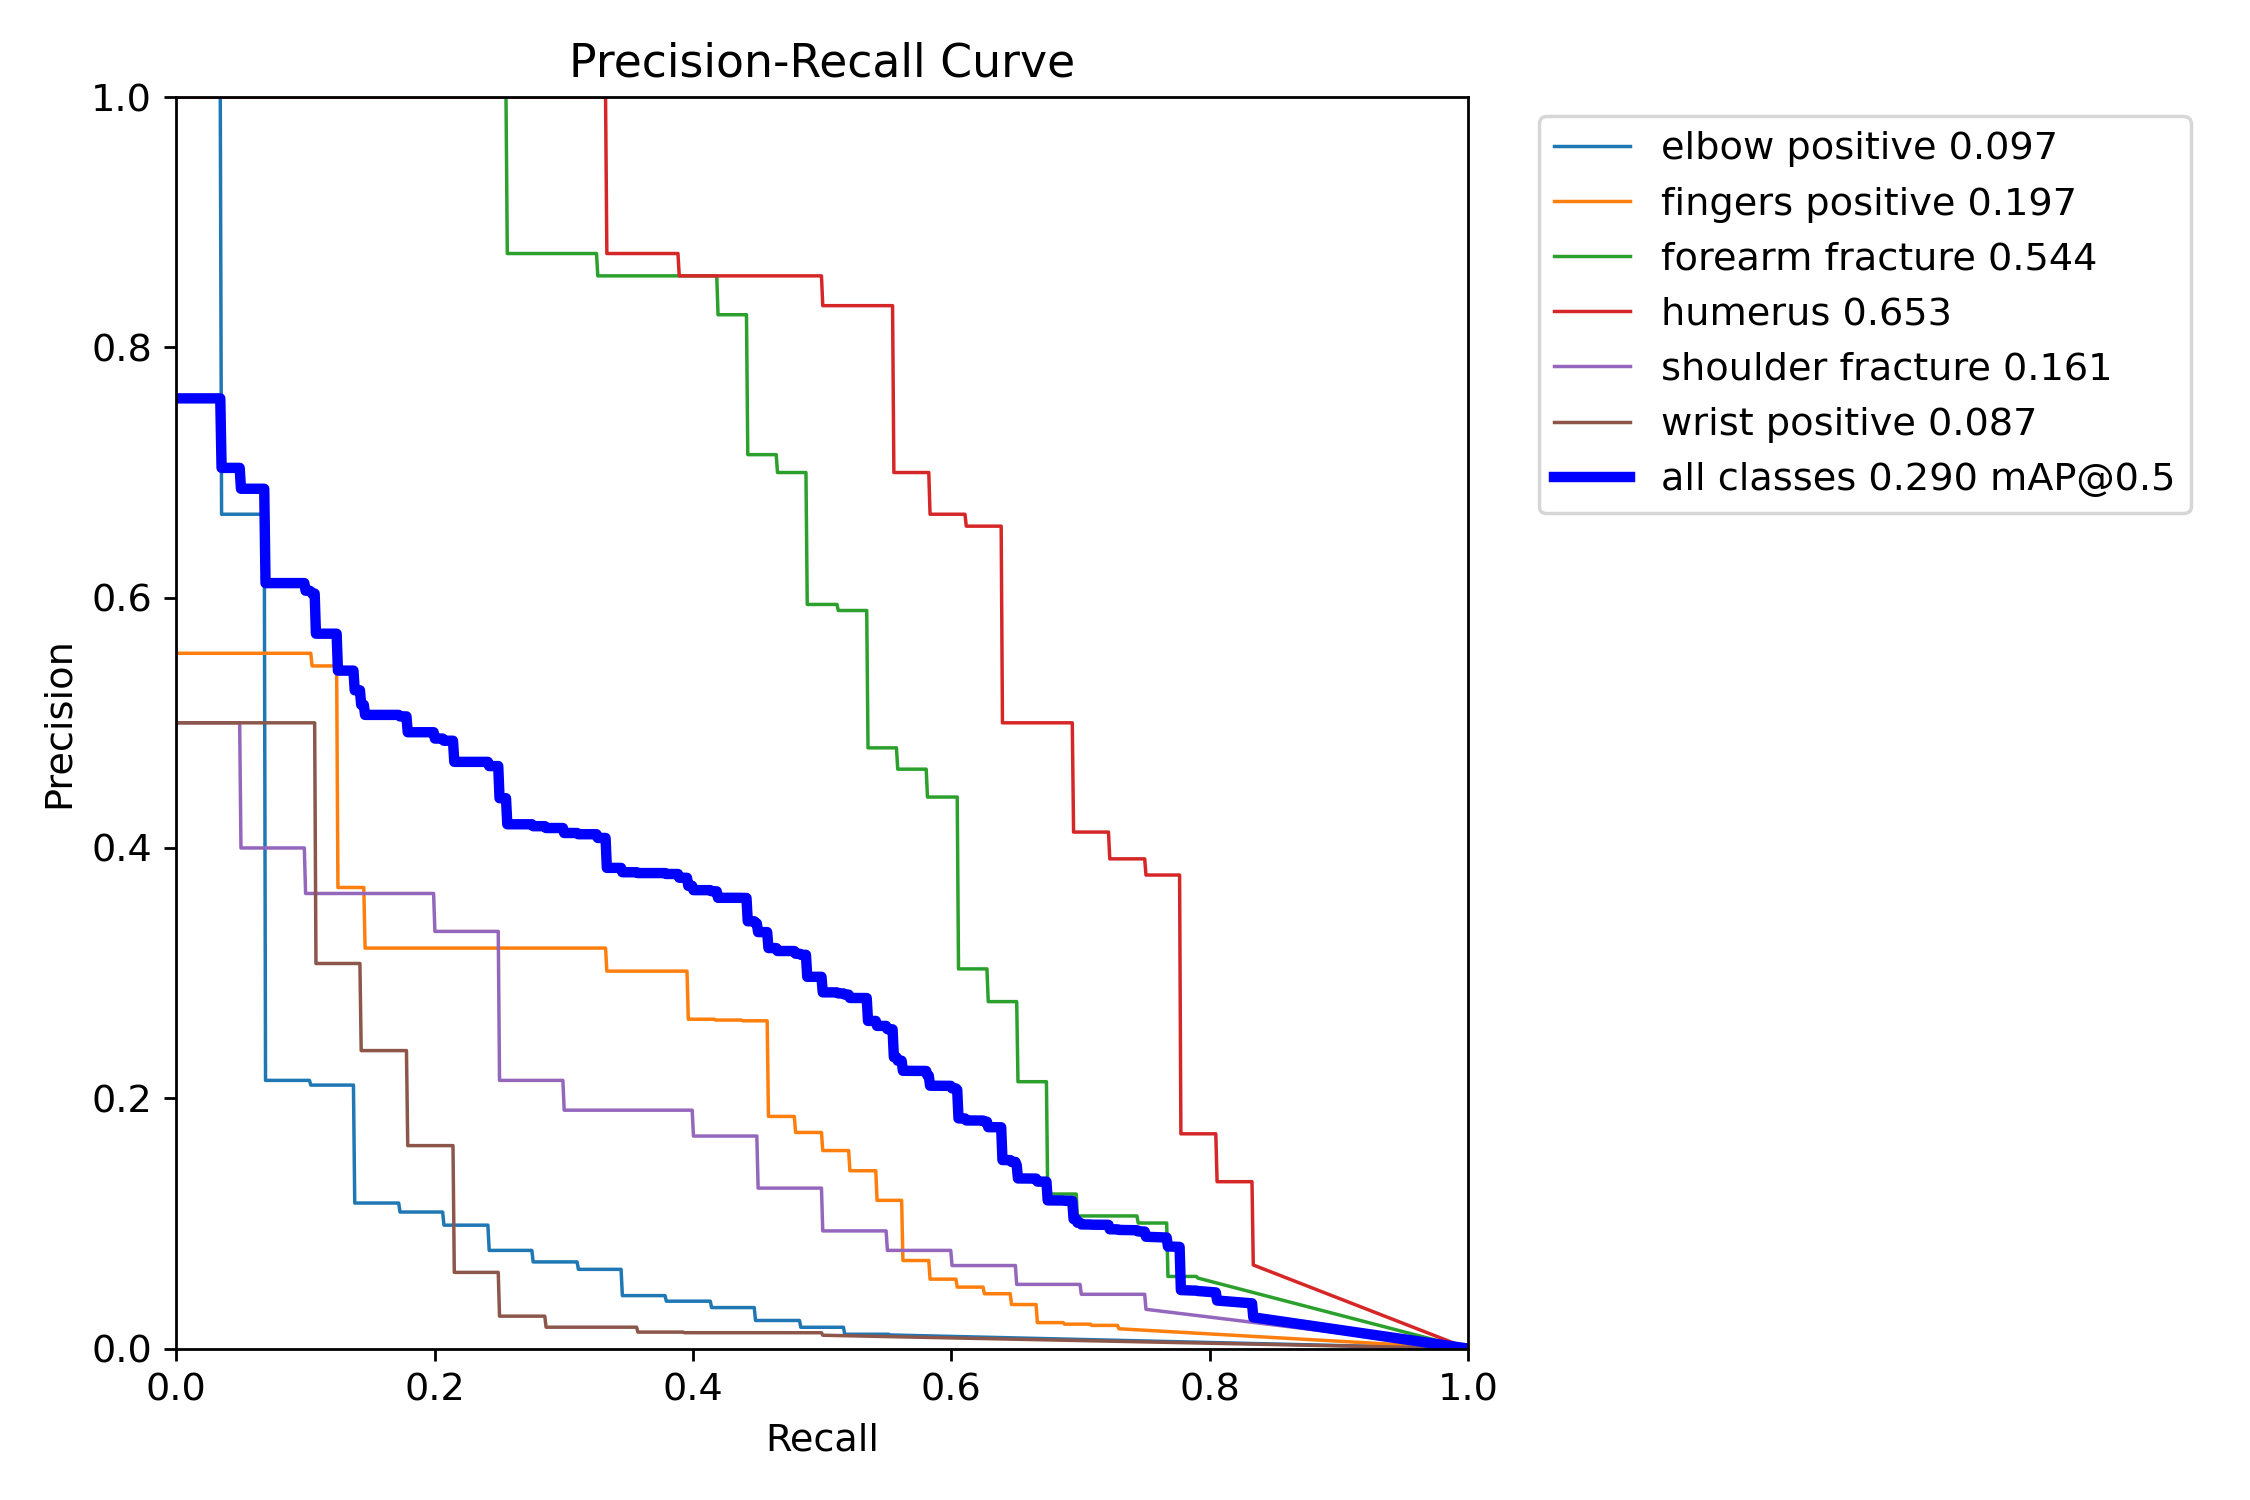 Precision-Recall Curve
1.0
0.8
0.6
0.4
0.2
0.0
Precision
0.0 0.2 0.4 0.6 0.8 1.0
Recall
elbow positive 0.097
fingers positive 0.197
forearm fracture 0.544
humerus 0.653
shoulder fracture 0.161
wrist positive 0.087
all classes 0.290 mAP@0.5